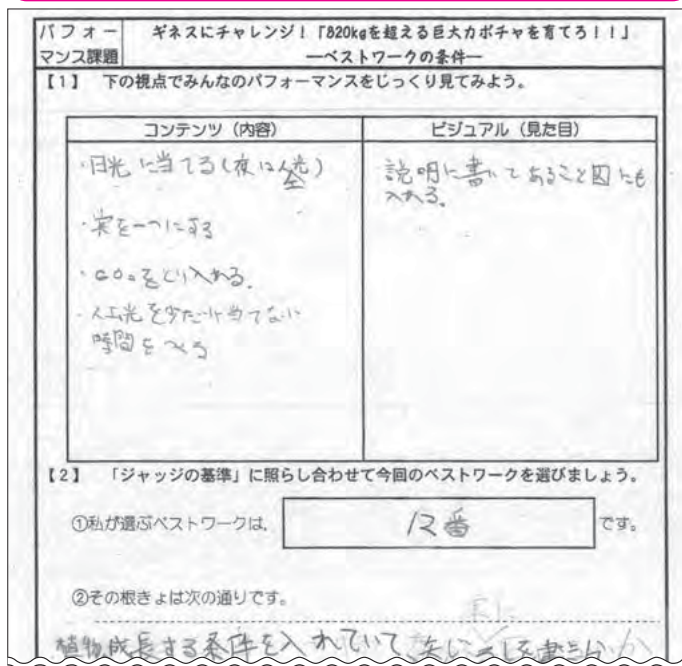 パフォーマンス課題
ギネスにチャレンジ！「820kgを超える巨大カボチャを育てろ！！」
―ベストワークの条件―
【1】 下の視点でみんなのパフォーマンスをじっくり見てみよう。
コンテンツ（内容）
・日光に当てる（夜は人工光）
・実を一つにする
・CO₂をとり入れる。
・人工光を少しだけ当てない
時間をつくる
ビジュアル（見た目）
説明に書いてあること図にも
入れる。
【2】 「ジャッジの基準」に照らし合わせて今回のベストワークを選びましょう。
①私が選ぶベストワークは、 12番 です。
②その根きょは次の通りです。
植物成長する条件を入れていて